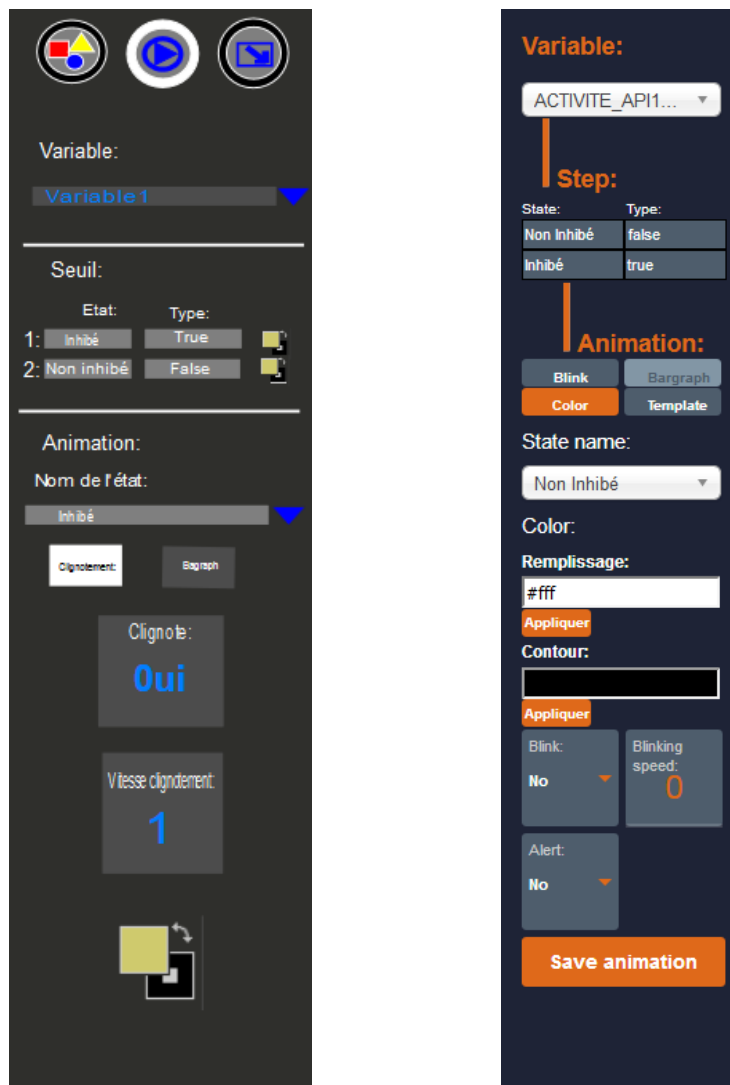 Variable:
Variable1
Seuil:
Etat: Type:
1: Inhibé True
2: Non inhibé False
Animation:
Nom de l'état:
Inhibé
Clignotement: Bagraph
Clignote:
0ui
Vitesse clignotement:
1
Variable:
ACTIVITE_API1...
Step:
State: Type:
Non Inhibé false
Inhibé true
Animation:
Blink Bargraph
Color Template
State name:
Non Inhibé
Color:
Remplissage:
#fff
Appliquer
Contour:
Appliquer
Blink: Blinking
speed:
No 0
Alert:
No
Save animation